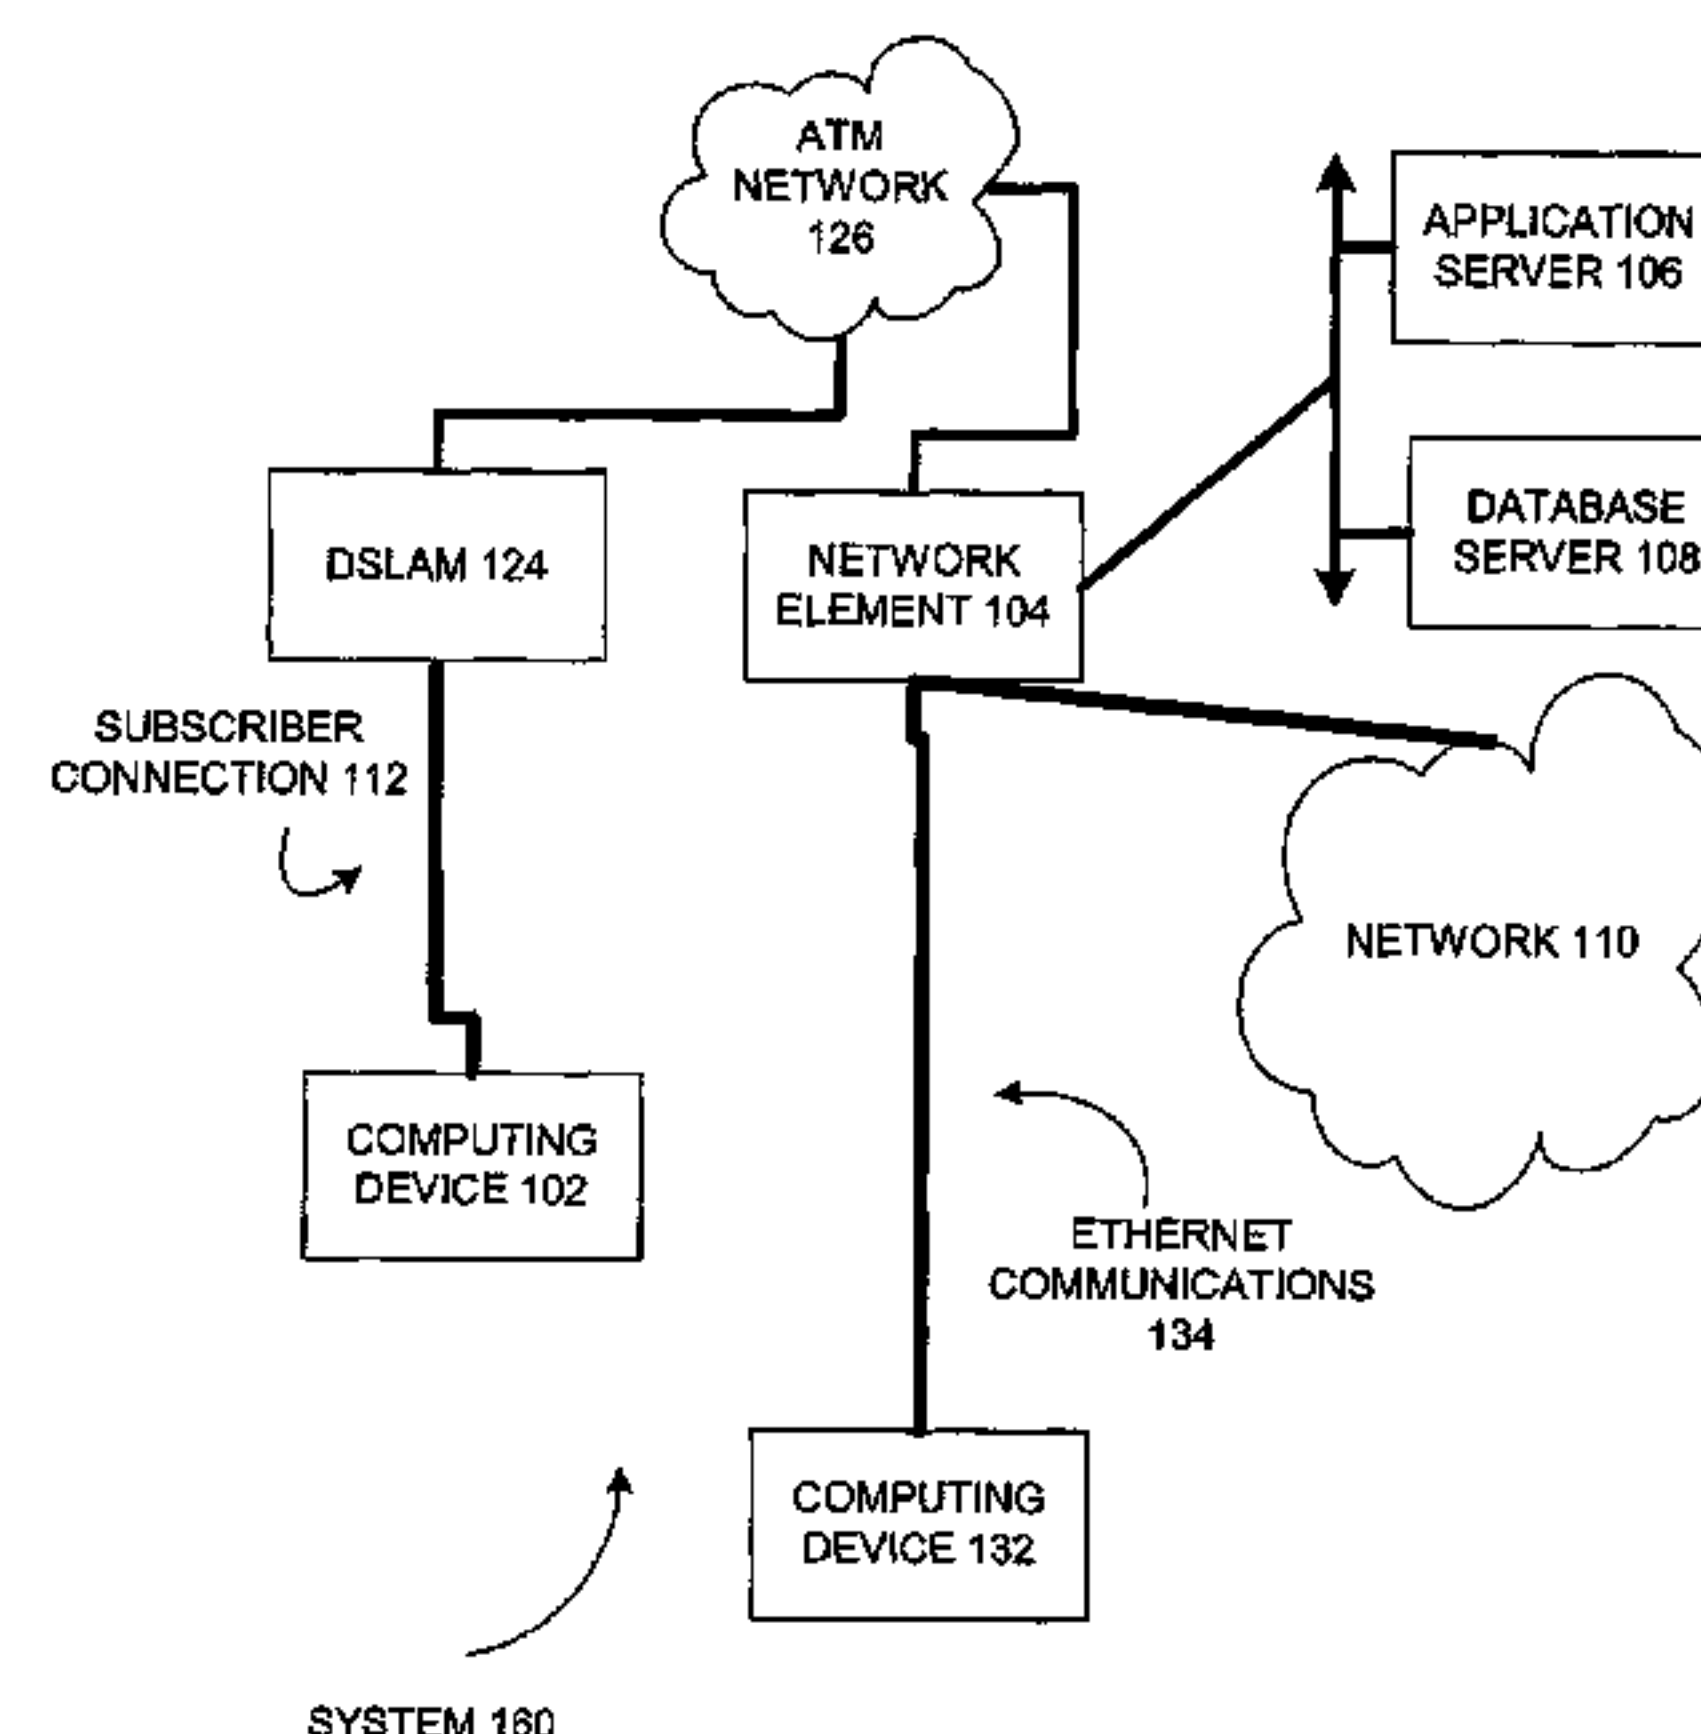 ATM
NETWORK
126
APPLICATION
SERVER 106
DSLAM 124
NETWORK
ELEMENT 104
DATABASE
SERVER 108
SUBSCRIBER
CONNECTION 112
NETWORK 110
COMPUTING
DEVICE 102
ETHERNET
COMMUNICATIONS
134
COMPUTING
DEVICE 132
SYSTEM 160